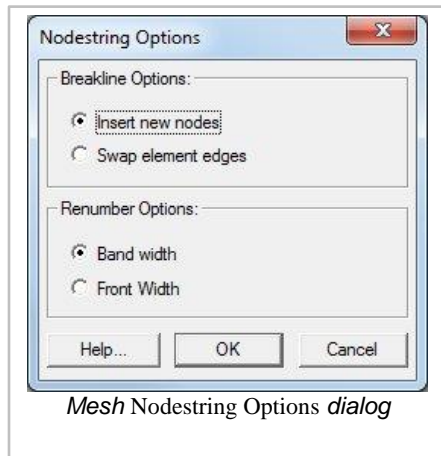 Nodestring Options
Breakline Options:
Insert new nodes
Swap element edges
Renumber Options:
Band width
Front Width
Help...
OK
Cancel
Mesh Nodestring Options dialog